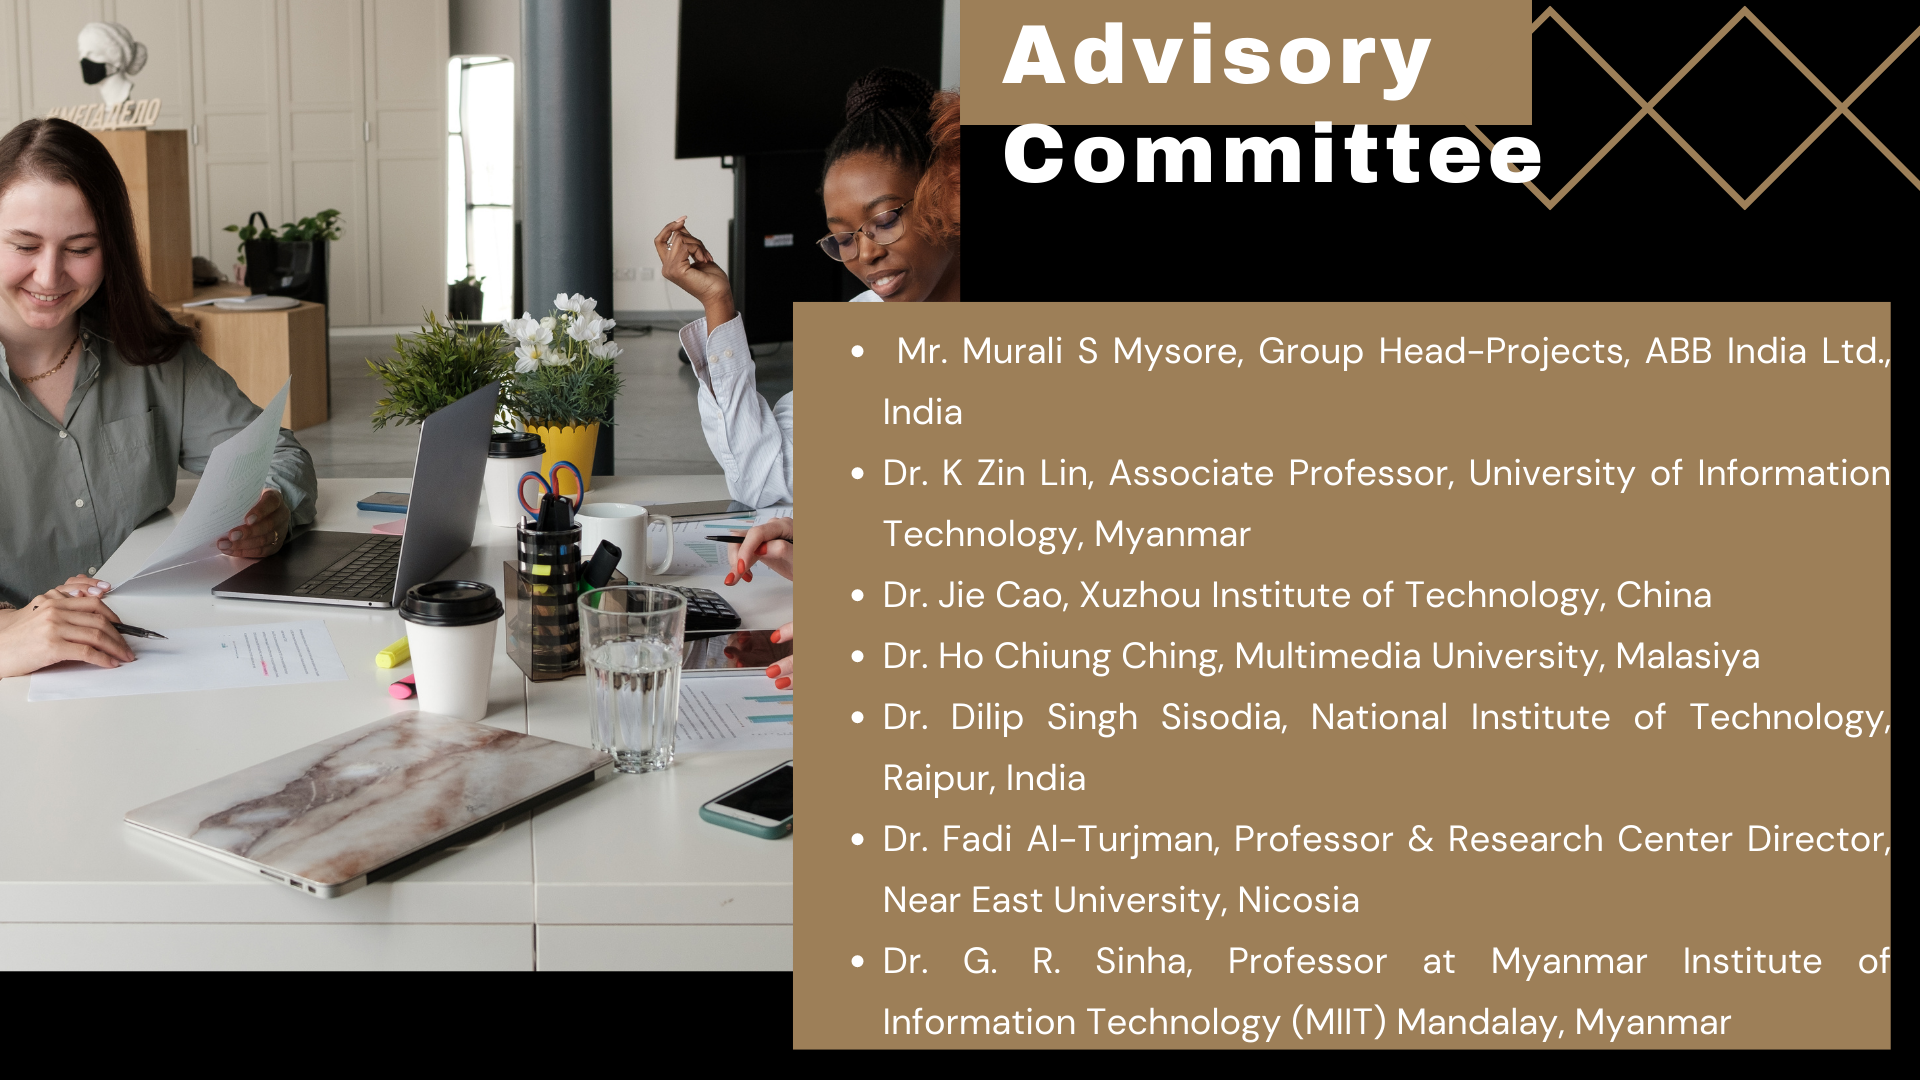 #МЕГАДЕЛО
Advisory
Committee
• Mr. Murali S Mysore, Group Head-Projects, ABB India Ltd.,
India
• Dr. K Zin Lin, Associate Professor, University of Information
Technology, Myanmar
• Dr. Jie Cao, Xuzhou Institute of Technology, China
• Dr. Ho Chiung Ching, Multimedia University, Malasiya
• Dr. Dilip Singh Sisodia, National Institute of Technology,
Raipur, India
• Dr. Fadi Al-Turjman, Professor & Research Center Director,
Near East University, Nicosia
• Dr. G. R. Sinha, Professor at Myanmar Institute of
Information Technology (MIIT) Mandalay, Myanmar